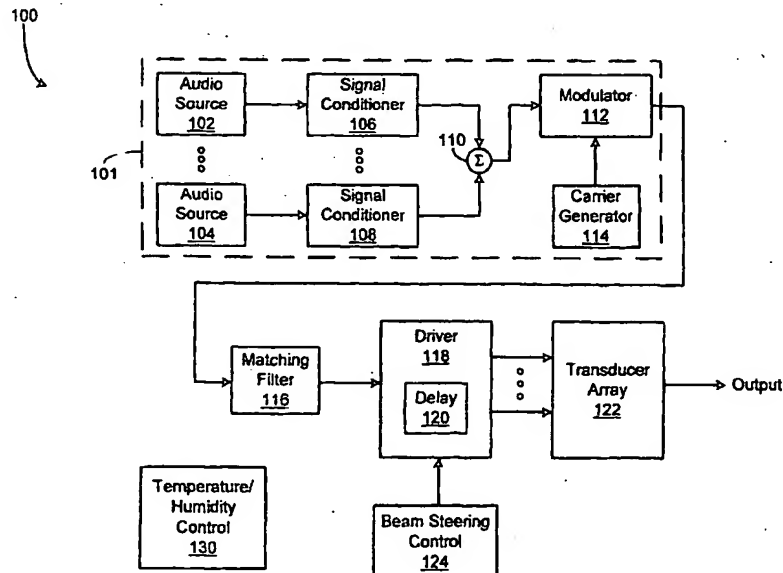 100
101
Audio
Source
102
Signal
Conditioner
106
110
Σ
Modulator
112
Audio
Source
104
Signal
Conditioner
108
Carrier
Generator
114
Matching
Filter
116
Driver
118
Delay
120
Transducer
Array
122
Output
Temperature/
Humidity
Control
130
Beam Steering
Control
124